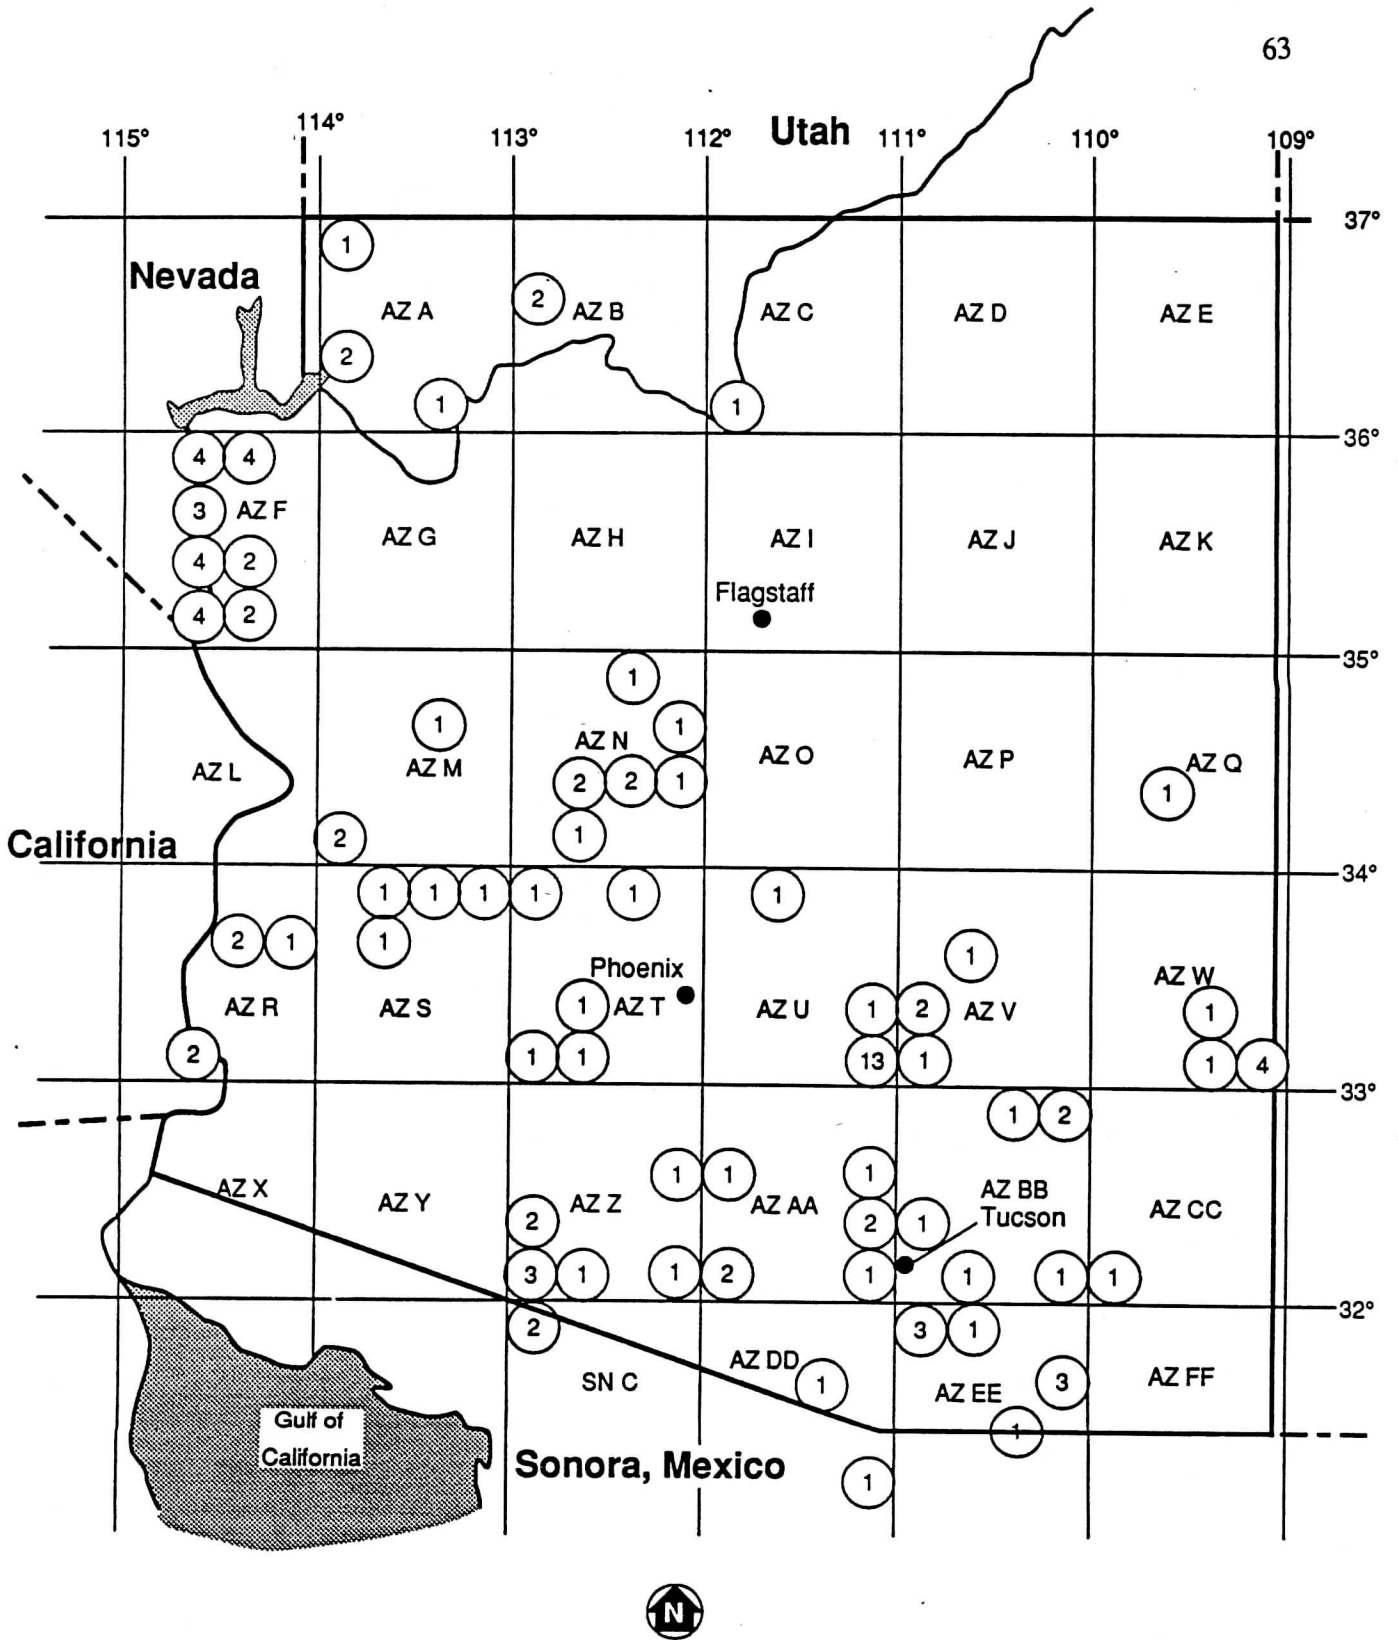 63
115° 114° 113° 112° Utah 111° 110° 109°
37°
1
Nevada
2
AZ A AZ B AZ C AZ D AZ E
2
1 1
36°
4 4
3 AZ F
AZ G AZ H AZ I AZ J AZ K
4 2
Flagstaff
4 2
35°
1
1 1
AZ N
AZ L AZ M AZ O AZ P AZ Q
2 2 1 1
California 2 1
34°
1 1 1 1 1 1
2 1 1
1
Phoenix
AZ W
AZ R AZ S 1 AZ T AZ U 1 2 AZ V 1
2 1 1 13 1 1 4
33°
1 2
1 1 1
AZ X AZ Y AZ Z AZ AA AZ BB AZ CC
2 2 1 Tucson
3 1 1 2 1 1 1 1
32°
2 3 1
AZ DD
SN C 1 AZ EE 3 AZ FF
Gulf of
California
1
Sonora, Mexico
1
N